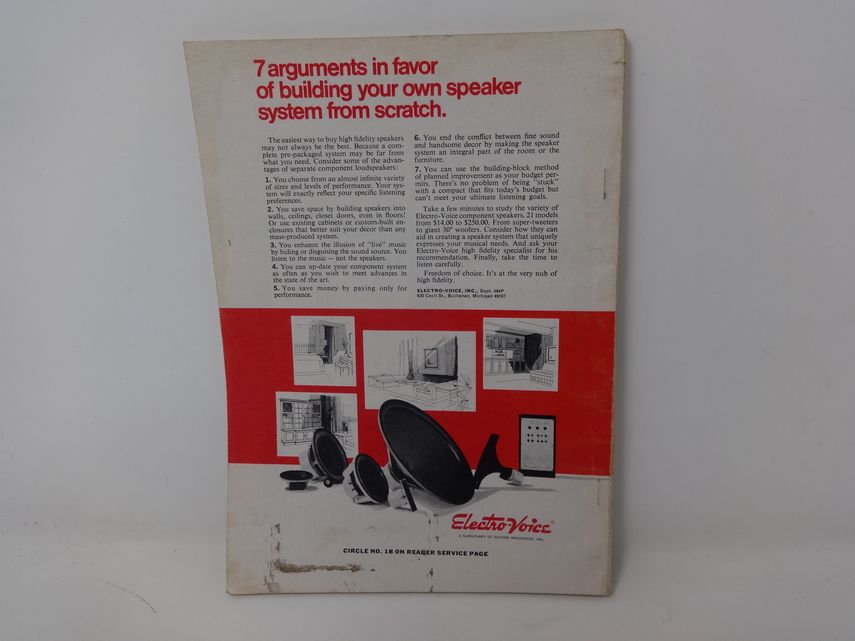 7 arguments in favor
of building your own speaker
system from scratch.
The easiest way to buy high fidelity speakers
may not always be the best. Because a com-
plete pre-packaged system may be far from
what you need. Consider some of the advan-
tages of separate component loudspeakers:
1. You choose from an almost infinite variety
of sizes and levels of performance. Your sys-
tem will exactly reflect your specific listening
preferences.
2. You save space by building speakers into
walls, ceilings, closet doors, even in floors!
Or use existing cabinets or custom-built en-
closures that better suit your decor than any
mass-produced system.
3. You enhance the illusion of "live" music
by hiding or disguising the sound source. You
listen to the music — not the speakers.
4. You can up-date your component system
as often as you wish to meet advances in
the state of the art.
5. You save money by paying only for
performance.
6. You end the conflict between fine sound
and handsome decor by making the speaker
system an integral part of the room or the
furniture.
7. You can use the building-block method
of planned improvement as your budget per-
mits. There's no problem of being "stuck"
with a compact that fits today's budget but
can't meet your ultimate listening goals.
Take a few minutes to study the variety of
Electro-Voice component speakers. 21 models
from $14.00 to $250.00. From super-tweeters
to giant 30" woofers. Consider how they can
aid in creating a speaker system that uniquely
expresses your musical needs. And ask your
Electro-Voice high fidelity specialist for his
recommendation. Finally, take the time to
listen carefully.
Freedom of choice. It's at the very nub of
high fidelity.
ELECTRO-VOICE, INC., Dept. 494P
630 Cecil St., Buchanan, Michigan 49107
Electro-Voice®
A SUBSIDIARY OF GULTON INDUSTRIES, INC.
CIRCLE NO. 18 ON READER SERVICE PAGE